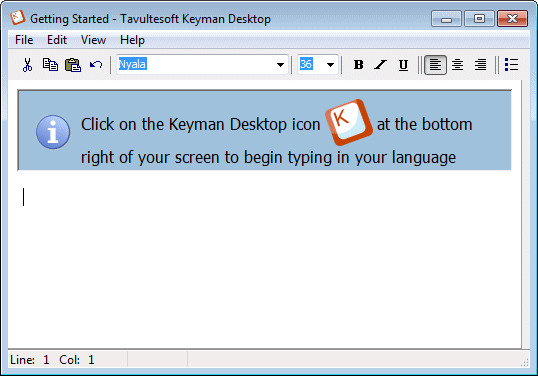 Getting Started - Tavultesoft Keyman Desktop
File Edit View Help
Nyala 36 B I U
Click on the Keyman Desktop icon K at the bottom
right of your screen to begin typing in your language
Line: 1 Col: 1